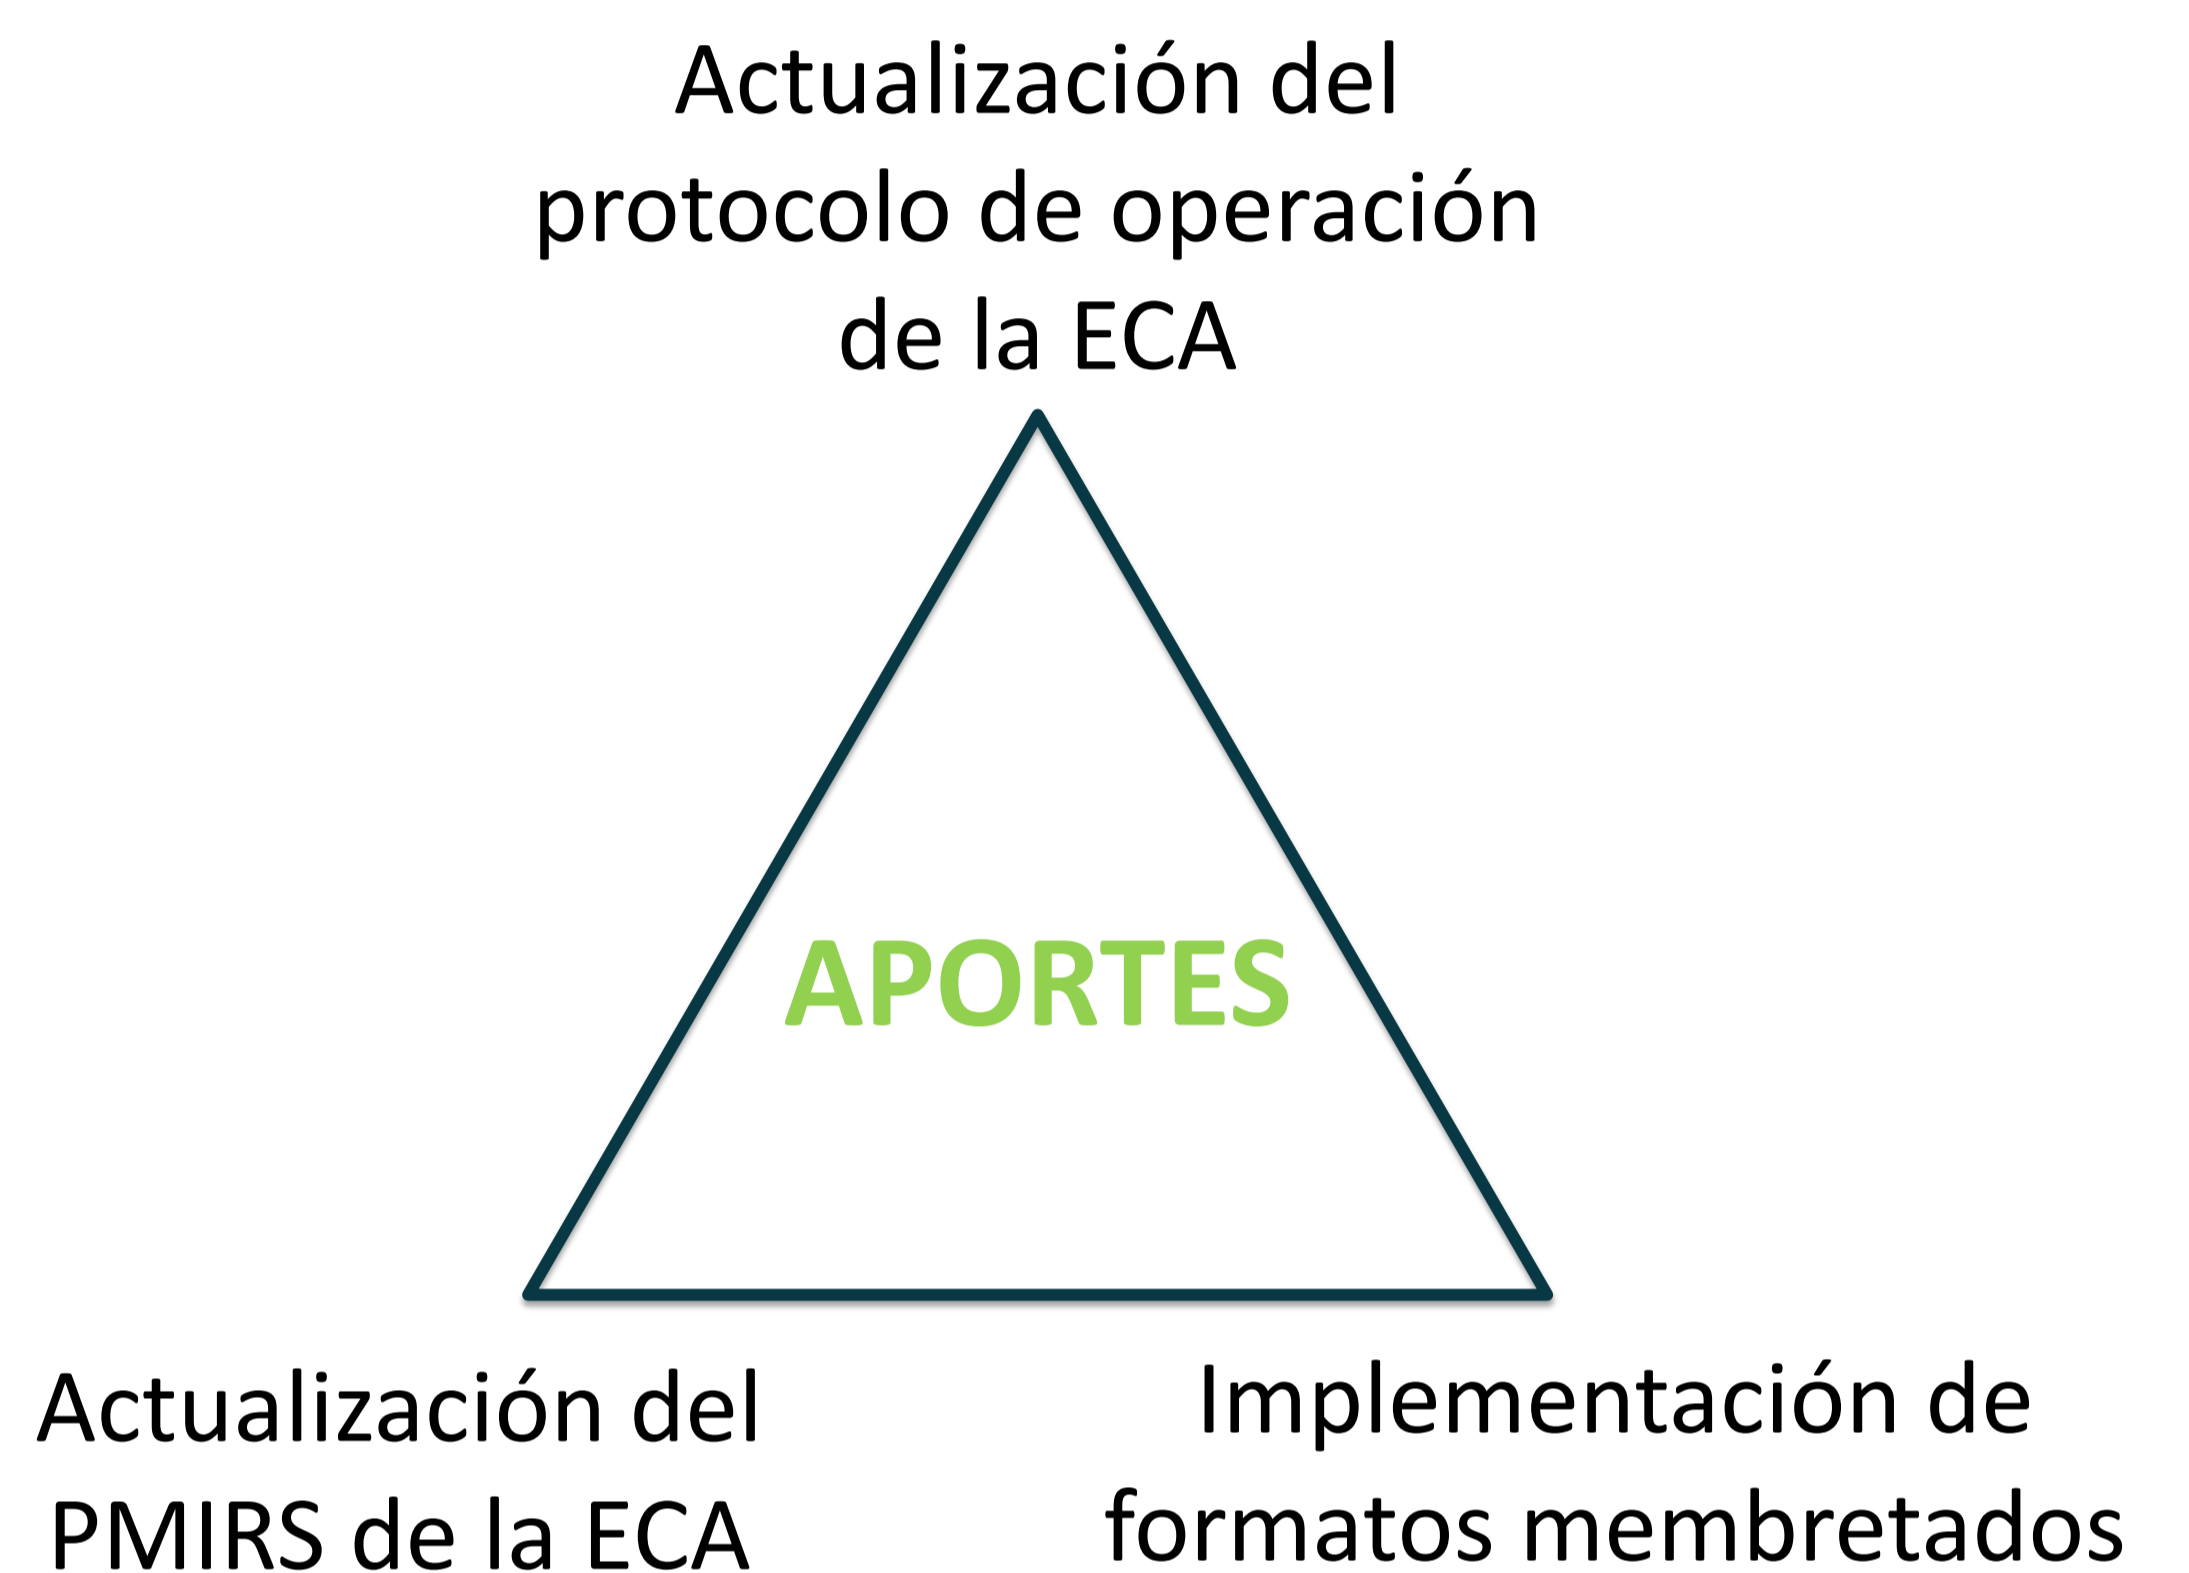 Actualización del
protocolo de operación
de la ECA
APORTES
Actualización del
PMIRS de la ECA
Implementación de
formatos membretados